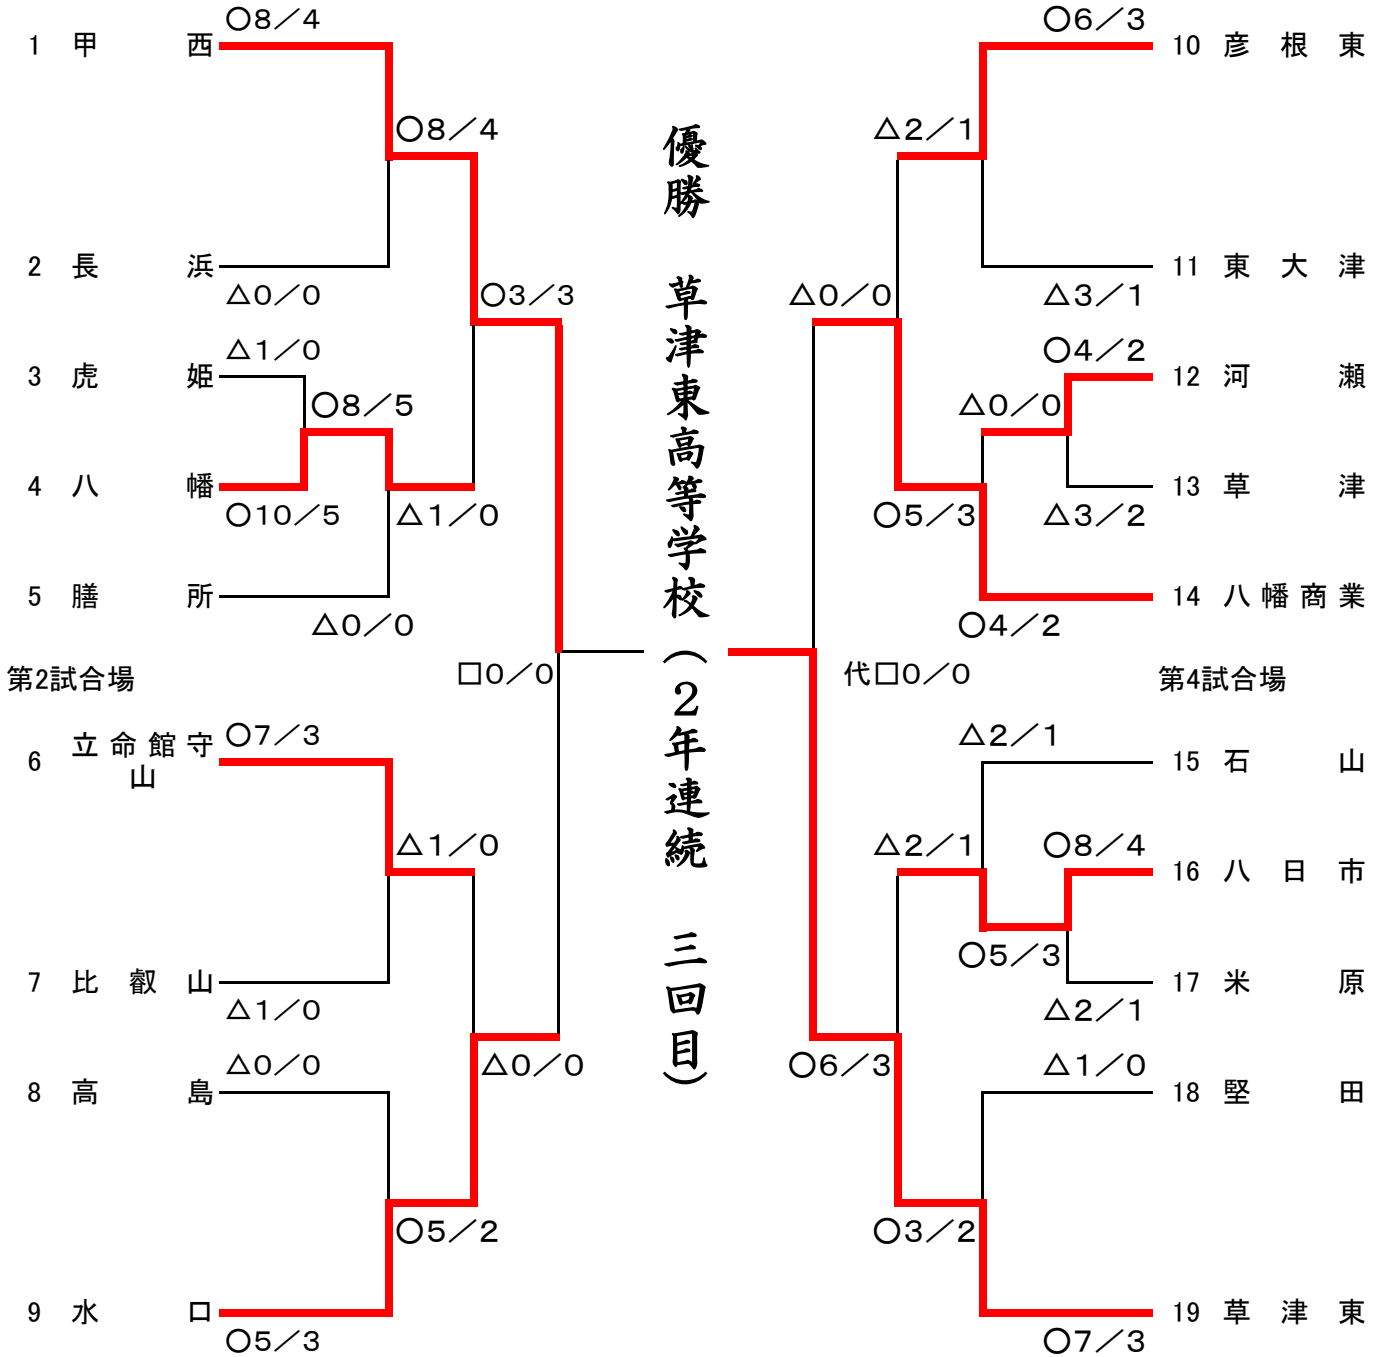 ○8／4
1 甲西
○8／4
2 長浜
△0／0
○3／3
△1／0
3 虎姫
○8／5
4 八幡
○10／5
△1／0
5 膳所
△0／0
第2試合場
□0／0
○7／3
6 立命館守
山
△1／0
7 比叡山
△1／0
△0／0
8 高島
△0／0
○5／2
9 水口
○5／3
優勝 草津東高等学校（２年連続 三回目）
○6／3
10 彦根東
△2／1
11 東大津
△3／1
△0／0
○4／2
12 河瀬
△0／0
13 草津
△3／2
○5／3
14 八幡商業
○4／2
代□0／0
第4試合場
△2／1
15 石山
△2／1
○8／4
16 八日市
○5／3
17 米原
△2／1
○6／3
△1／0
18 堅田
○3／2
19 草津東
○7／3